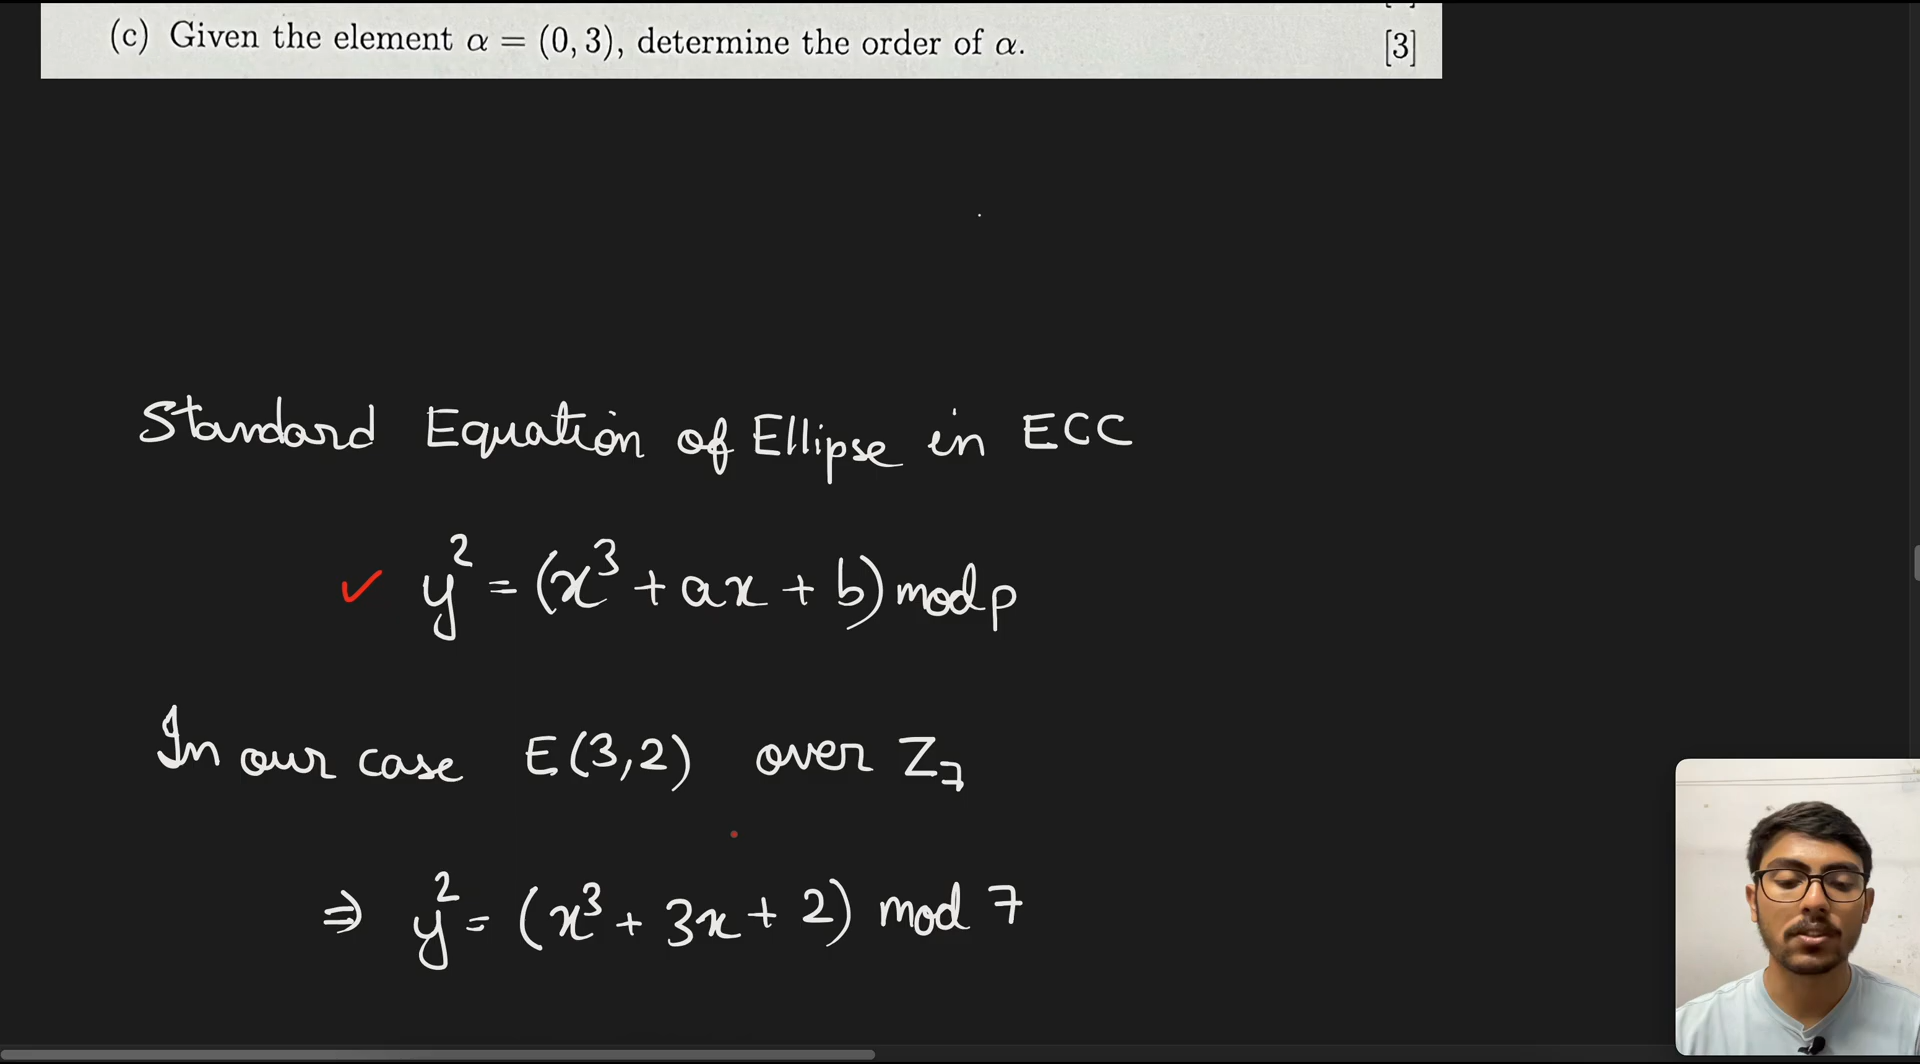 (c) Given the element α = (0, 3), determine the order of α. [3]
Standard Equation of Ellipse in ECC
✓ y² = (x³ + ax + b) mod p
In our case E(3,2) over Z₇
⇒ y² = (x³ + 3x + 2) mod 7